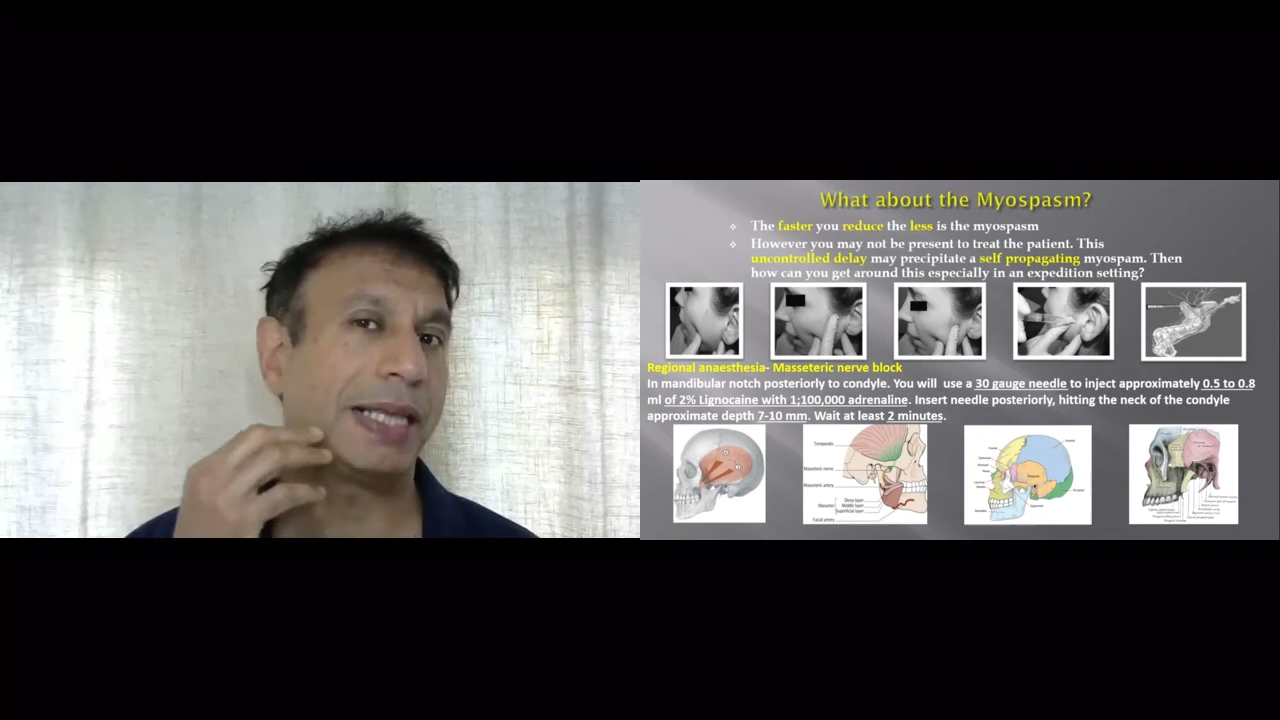 What about the Myospasm?
❖ The faster you reduce the less is the myospasm
❖ However you may not be present to treat the patient. This
uncontrolled delay may precipitate a self propagating myospam. Then
how can you get around this especially in an expedition setting?
Regional anaesthesia- Masseteric nerve block
In mandibular notch posteriorly to condyle. You will use a 30 gauge needle to inject approximately 0.5 to 0.8
ml of 2% Lignocaine with 1;100,000 adrenaline. Insert needle posteriorly, hitting the neck of the condyle
approximate depth 7-10 mm. Wait at least 2 minutes.
Temporalis
Masseteric nerve
Masseteric artery
Deep layer
Masseter Middle layer
Superficial layer
Facial artery